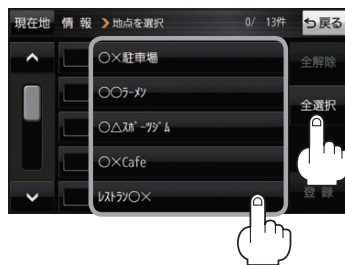 現在地 情 報 ❯地点を選択 0/ 13件 戻る
○×駐車場
全解除
○○ﾗｰﾒﾝ
全選択
○△ｽﾎﾟｰﾂｼﾞﾑ
○×Cafe
ﾚｽﾄﾗﾝ○×
登 録